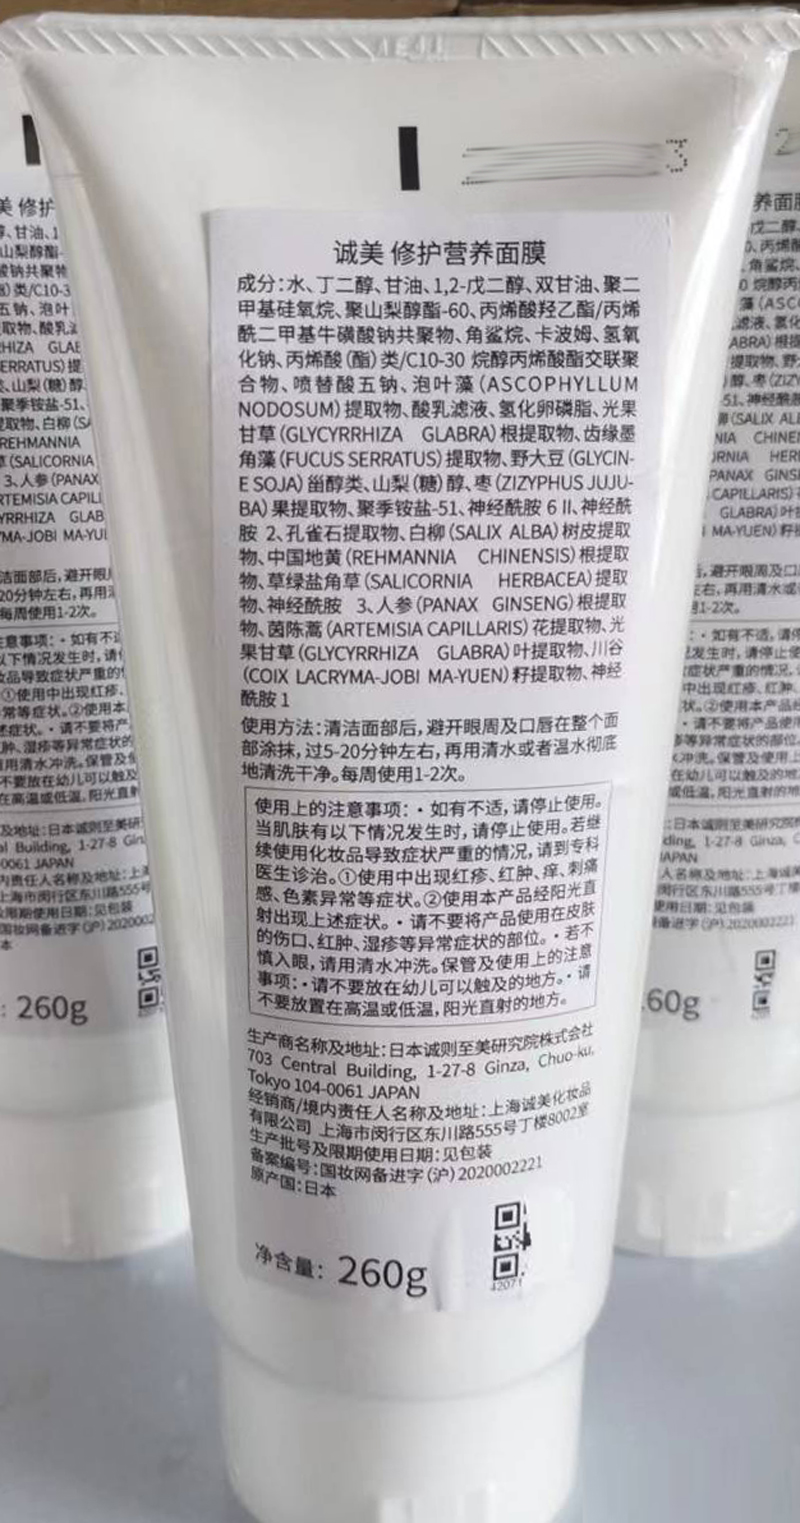 3
诚美 修护营养面膜
成分:水、丁二醇、甘油、1,2-戊二醇、双甘油、聚二
甲基硅氧烷、聚山梨醇酯-60、丙烯酸羟乙酯/丙烯
酰二甲基牛磺酸钠共聚物、角鲨烷、卡波姆、氢氧
化钠、丙烯酸(酯)类/C10-30 烷醇丙烯酸酯交联聚
合物、喷替酸五钠、泡叶藻(ASCOPHYLLUM
NODOSUM)提取物、酸乳滤液、氢化卵磷脂、光果
甘草(GLYCYRRHIZA GLABRA)根提取物、齿缘墨
角藻(FUCUS SERRATUS)提取物、野大豆(GLYCIN-
E SOJA)甾醇类、山梨(糖)醇、枣(ZIZYPHUS JUJU-
BA)果提取物、聚季铵盐-51、神经酰胺 6 II、神经酰
胺 2、孔雀石提取物、白柳(SALIX ALBA)树皮提取
物、中国地黄(REHMANNIA CHINENSIS)根提取
物、草绿盐角草(SALICORNIA HERBACEA)提取
物、神经酰胺 3、人参(PANAX GINSENG)根提取
物、茵陈蒿(ARTEMISIA CAPILLARIS)花提取物、光
果甘草(GLYCYRRHIZA GLABRA)叶提取物、川谷
(COIX LACRYMA-JOBI MA-YUEN)籽提取物、神经
酰胺 1
使用方法:清洁面部后,避开眼周及口唇在整个面
部涂抹,过5-20分钟左右,再用清水或者温水彻底
地清洗干净。每周使用1-2次。
使用上的注意事项:・如有不适,请停止使用。
当肌肤有以下情况发生时,请停止使用。若继
续使用化妆品导致症状严重的情况,请到专科
医生诊治。①使用中出现红疹、红肿、痒、刺痛
感、色素异常等症状。②使用本产品经阳光直
射出现上述症状。・请不要将产品使用在皮肤
的伤口、红肿、湿疹等异常症状的部位。・若不
慎入眼,请用清水冲洗。保管及使用上的注意
事项:・请不要放在幼儿可以触及的地方。・请
不要放置在高温或低温,阳光直射的地方。
生产商名称及地址:日本诚则至美研究院株式会社
703 Central Building, 1-27-8 Ginza, Chuo-ku,
Tokyo 104-0061 JAPAN
经销商/境内责任人名称及地址:上海诚美化妆品
有限公司 上海市闵行区东川路555号丁楼8002室
生产批号及限期使用日期:见包装
备案编号:国妆网备进字(沪)2020002221
原产国:日本
净含量: 260g
42071